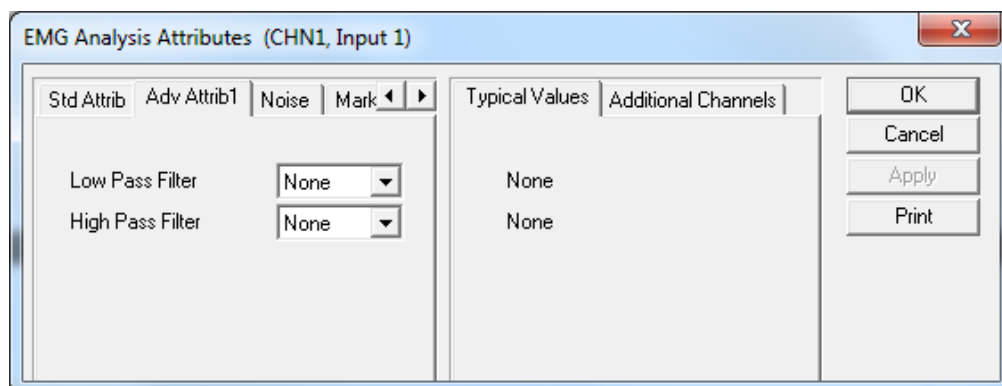 EMG Analysis Attributes (CHN1, Input 1)
Std Attrib Adv Attrib1 Noise Mark
Typical Values Additional Channels
OK
Cancel
Apply
Print
Low Pass Filter None None
High Pass Filter None None